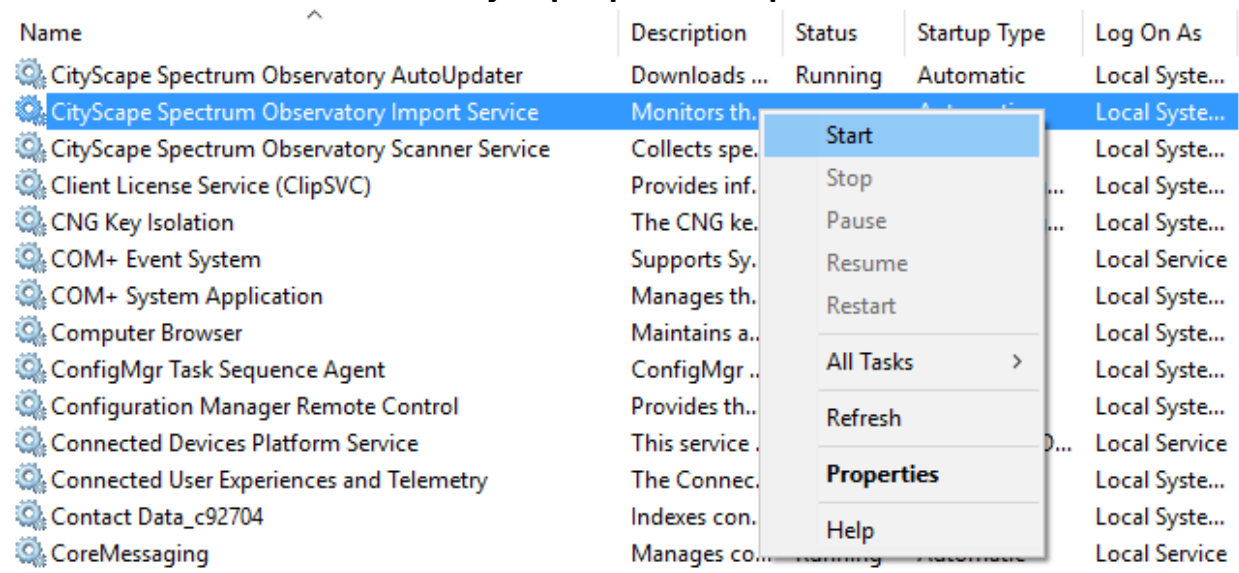 Name Description Status Startup Type Log On As
CityScape Spectrum Observatory AutoUpdater Downloads ... Running Automatic Local Syste...
CityScape Spectrum Observatory Import Service Monitors th... Local Syste...
CityScape Spectrum Observatory Scanner Service Collects spe... Local Syste...
Client License Service (ClipSVC) Provides inf... Local Syste...
CNG Key Isolation The CNG ke... Local Syste...
COM+ Event System Supports Sy... Local Service
COM+ System Application Manages th... Local Syste...
Computer Browser Maintains a... Local Syste...
ConfigMgr Task Sequence Agent ConfigMgr ... Local Syste...
Configuration Manager Remote Control Provides th... Local Syste...
Connected Devices Platform Service This service ... Local Service
Connected User Experiences and Telemetry The Connec... Local Syste...
Contact Data_c92704 Indexes con... Local Syste...
CoreMessaging Manages co... Running Automatic Local Service
Start
Stop
Pause
Resume
Restart
All Tasks >
Refresh
Properties
Help